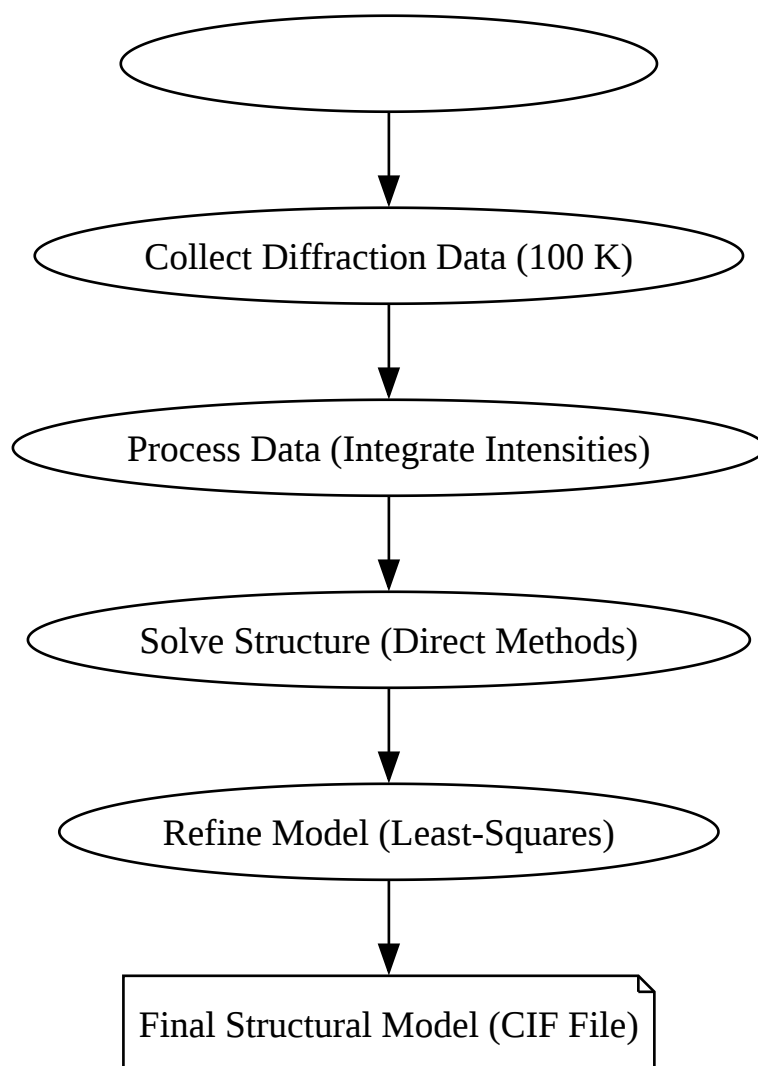 Collect Diffraction Data (100 K)
Process Data (Integrate Intensities)
Solve Structure (Direct Methods)
Refine Model (Least-Squares)
Final Structural Model (CIF File)